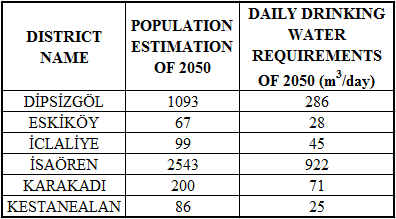 DISTRICT NAME | POPULATION ESTIMATION OF 2050 | DAILY DRINKING WATER REQUIREMENTS OF 2050 (m³/day)
DİPSİZGÖL | 1093 | 286
ESKİKÖY | 67 | 28
İCLALİYE | 99 | 45
İSAÖREN | 2543 | 922
KARAKADI | 200 | 71
KESTANEALAN | 86 | 25